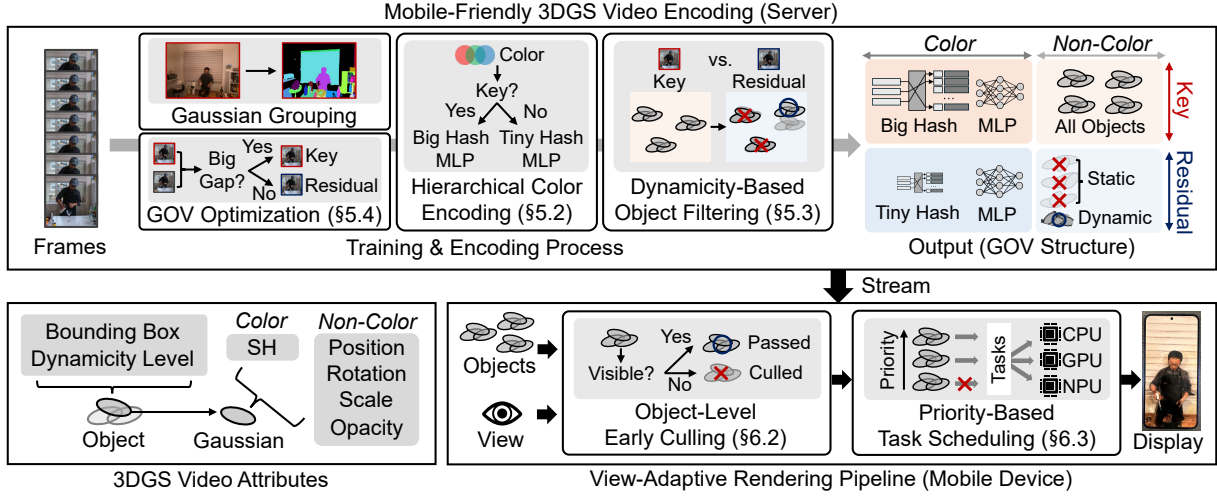 Mobile-Friendly 3DGS Video Encoding (Server)
Frames
Gaussian Grouping
Big
Gap?
Yes
No
Key
Residual
GOV Optimization (§5.4)
Color
Key?
Yes
No
Big Hash
MLP
Tiny Hash
MLP
Hierarchical Color
Encoding (§5.2)
vs.
Key
Residual
Dynamicity-Based
Object Filtering (§5.3)
Training & Encoding Process
Color
Non-Color
Big Hash
MLP
All Objects
Key
Tiny Hash
MLP
Static
Dynamic
Residual
Output (GOV Structure)
Stream
Bounding Box
Dynamicity Level
Color
SH
Non-Color
Position
Rotation
Scale
Opacity
Object
Gaussian
3DGS Video Attributes
Objects
View
Visible?
Yes
No
Passed
Culled
Object-Level
Early Culling (§6.2)
Priority
Tasks
CPU
GPU
NPU
Priority-Based
Task Scheduling (§6.3)
Display
View-Adaptive Rendering Pipeline (Mobile Device)